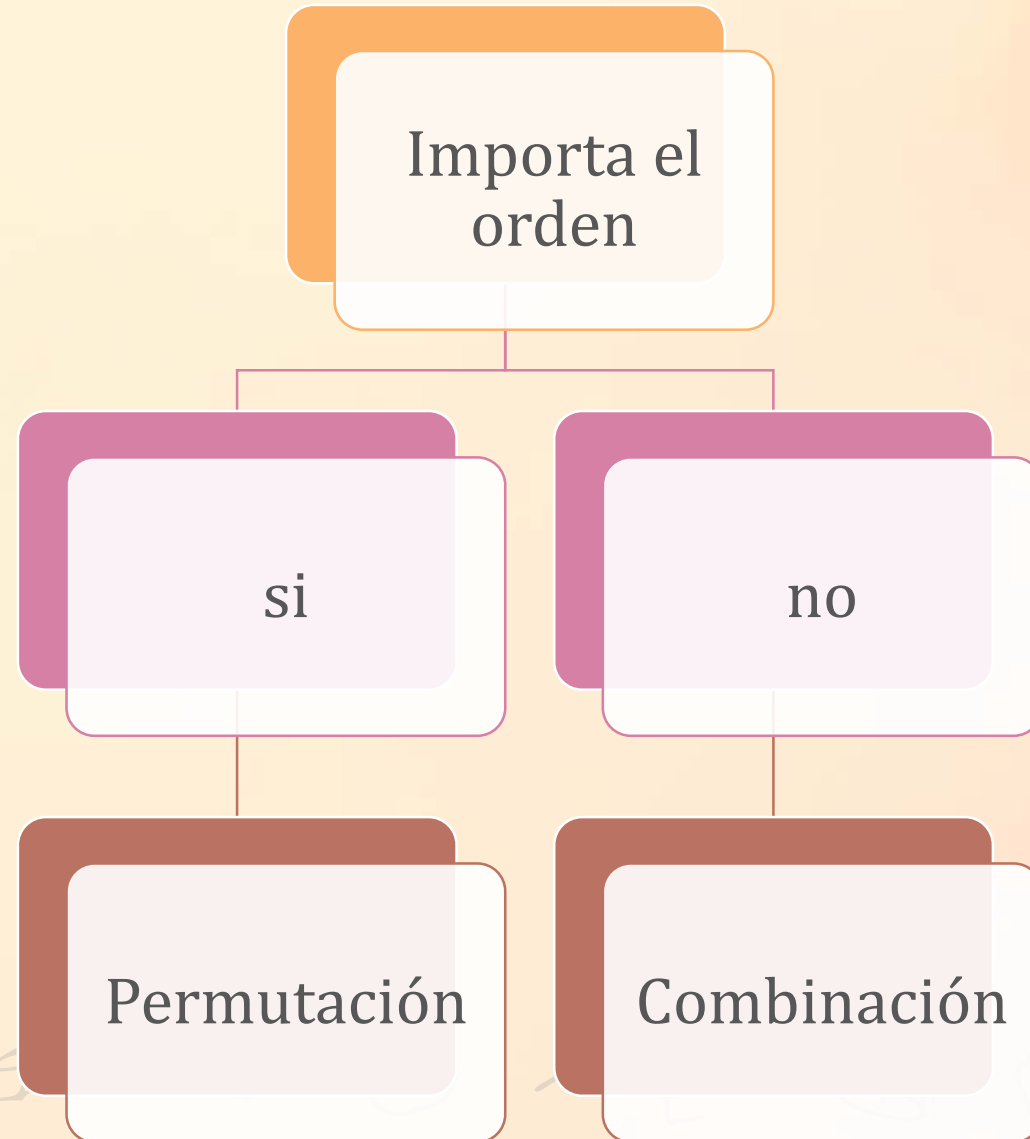 Importa el
orden
si
no
Permutación
Combinación